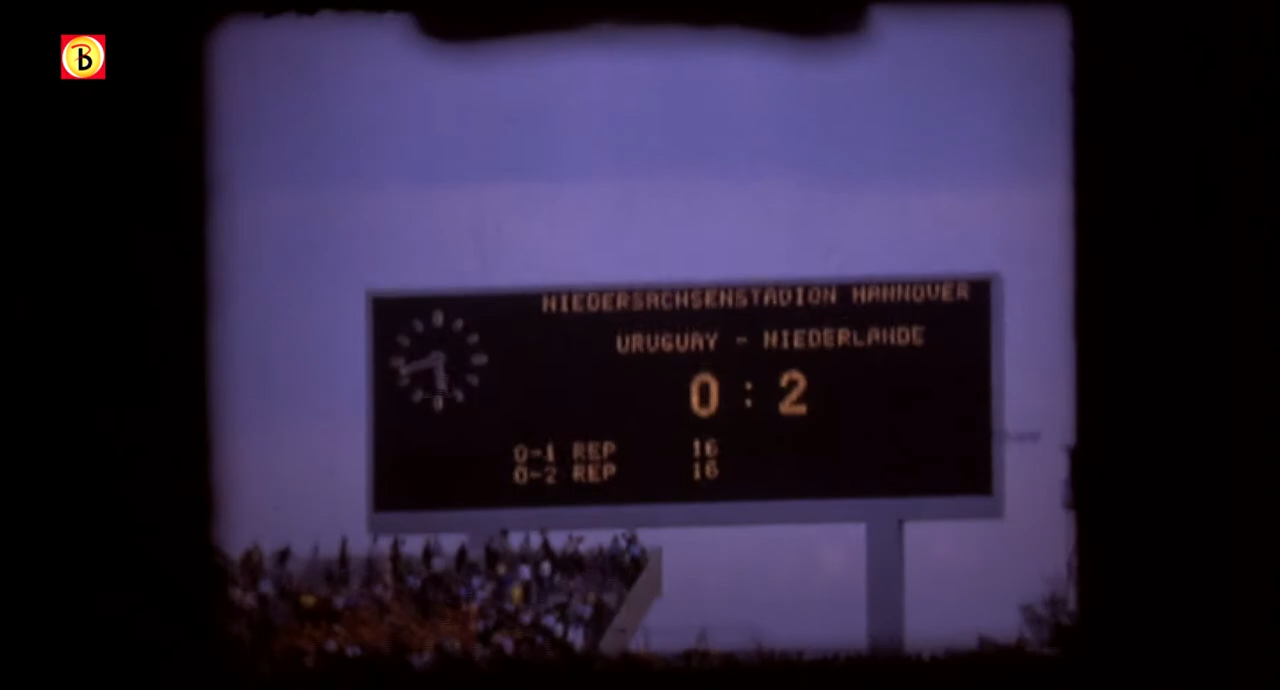 B
NIEDERSACHSENSTADION HANNOVER
URUGUAY - NIEDERLANDE
0 : 2
0-1 REP 16
0-2 REP 16